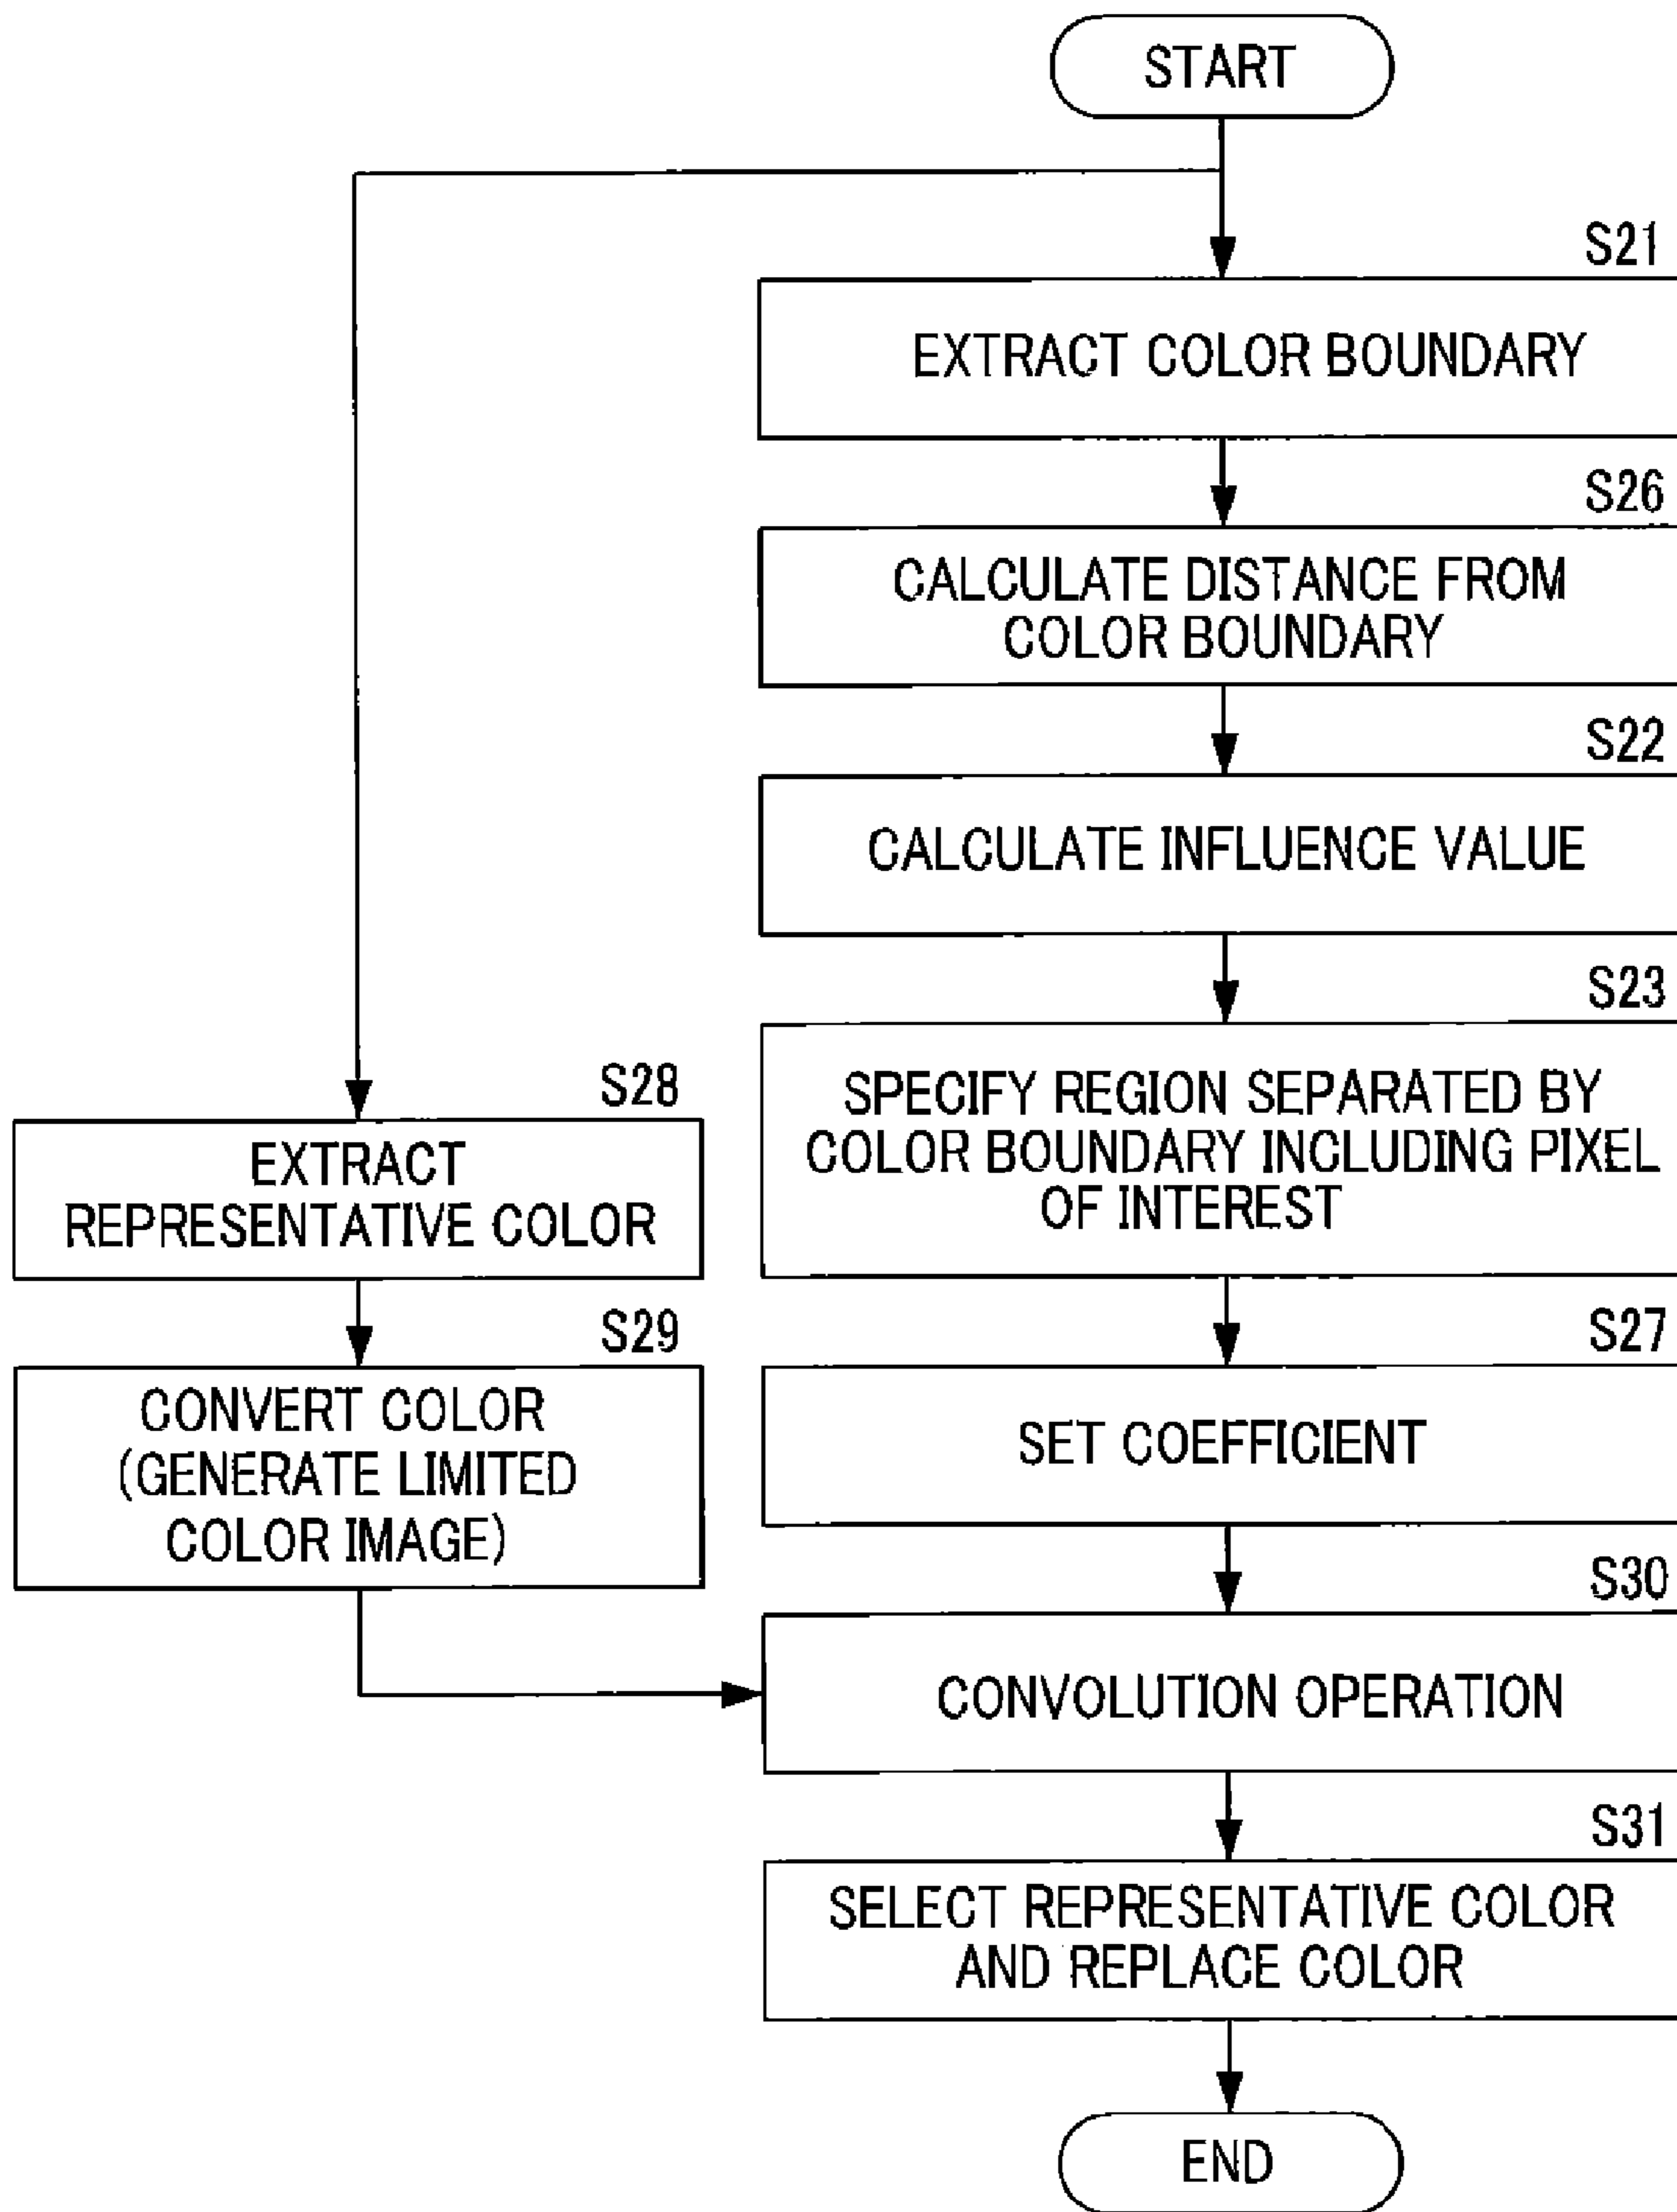 START
S21
EXTRACT COLOR BOUNDARY
S26
CALCULATE DISTANCE FROM
COLOR BOUNDARY
S22
CALCULATE INFLUENCE VALUE
S23
SPECIFY REGION SEPARATED BY
COLOR BOUNDARY INCLUDING PIXEL
OF INTEREST
S28
EXTRACT
REPRESENTATIVE COLOR
S27
SET COEFFICIENT
S29
CONVERT COLOR
(GENERATE LIMITED
COLOR IMAGE)
S30
CONVOLUTION OPERATION
S31
SELECT REPRESENTATIVE COLOR
AND REPLACE COLOR
END